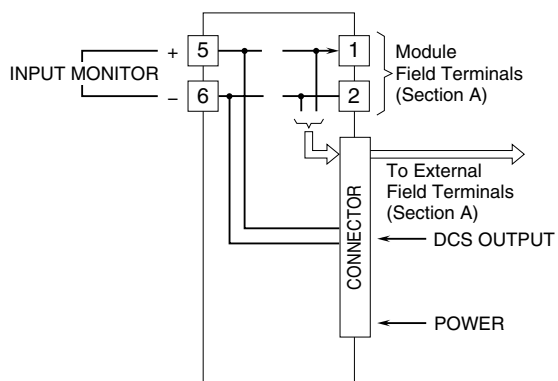 + 5 1 Module
INPUT MONITOR Field Terminals
− 6 2 (Section A)
To External
Field Terminals
(Section A)
CONNECTOR
DCS OUTPUT
POWER